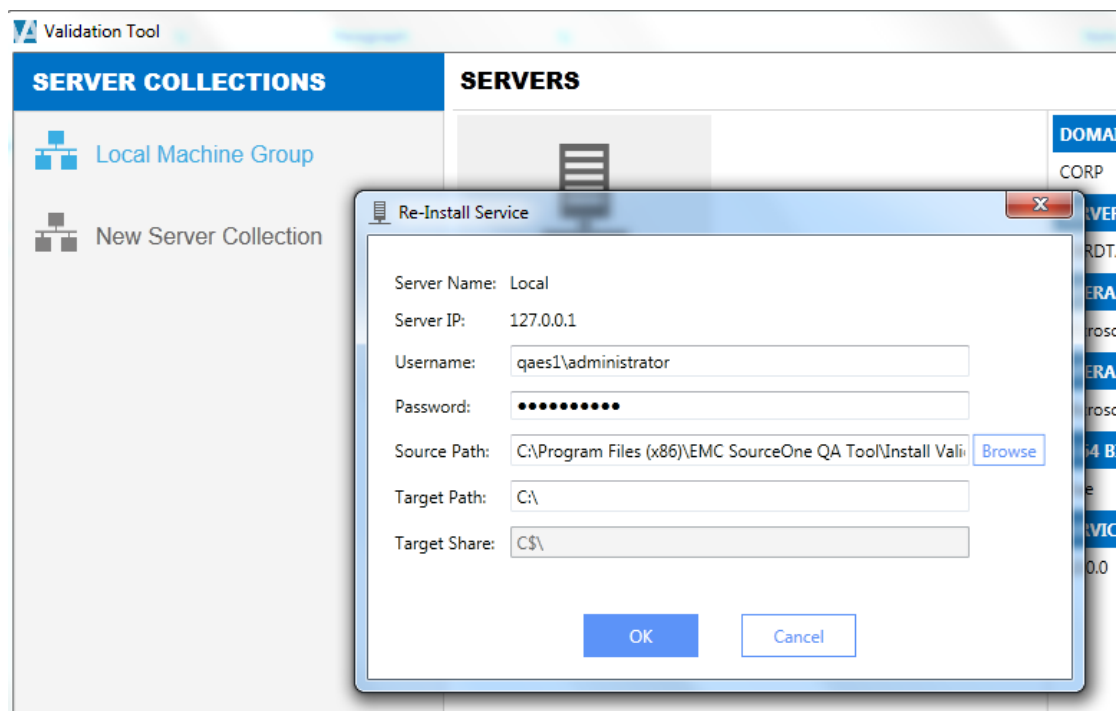 Validation Tool
SERVER COLLECTIONS
SERVERS
Local Machine Group
New Server Collection
CORP
Re-Install Service
X
Server Name: Local
Server IP: 127.0.0.1
Username: qaes1\administrator
Password: ●●●●●●●●●●
Source Path: C:\Program Files (x86)\EMC SourceOne QA Tool\Install Vali Browse
Target Path: C:\
Target Share: C$\
OK Cancel